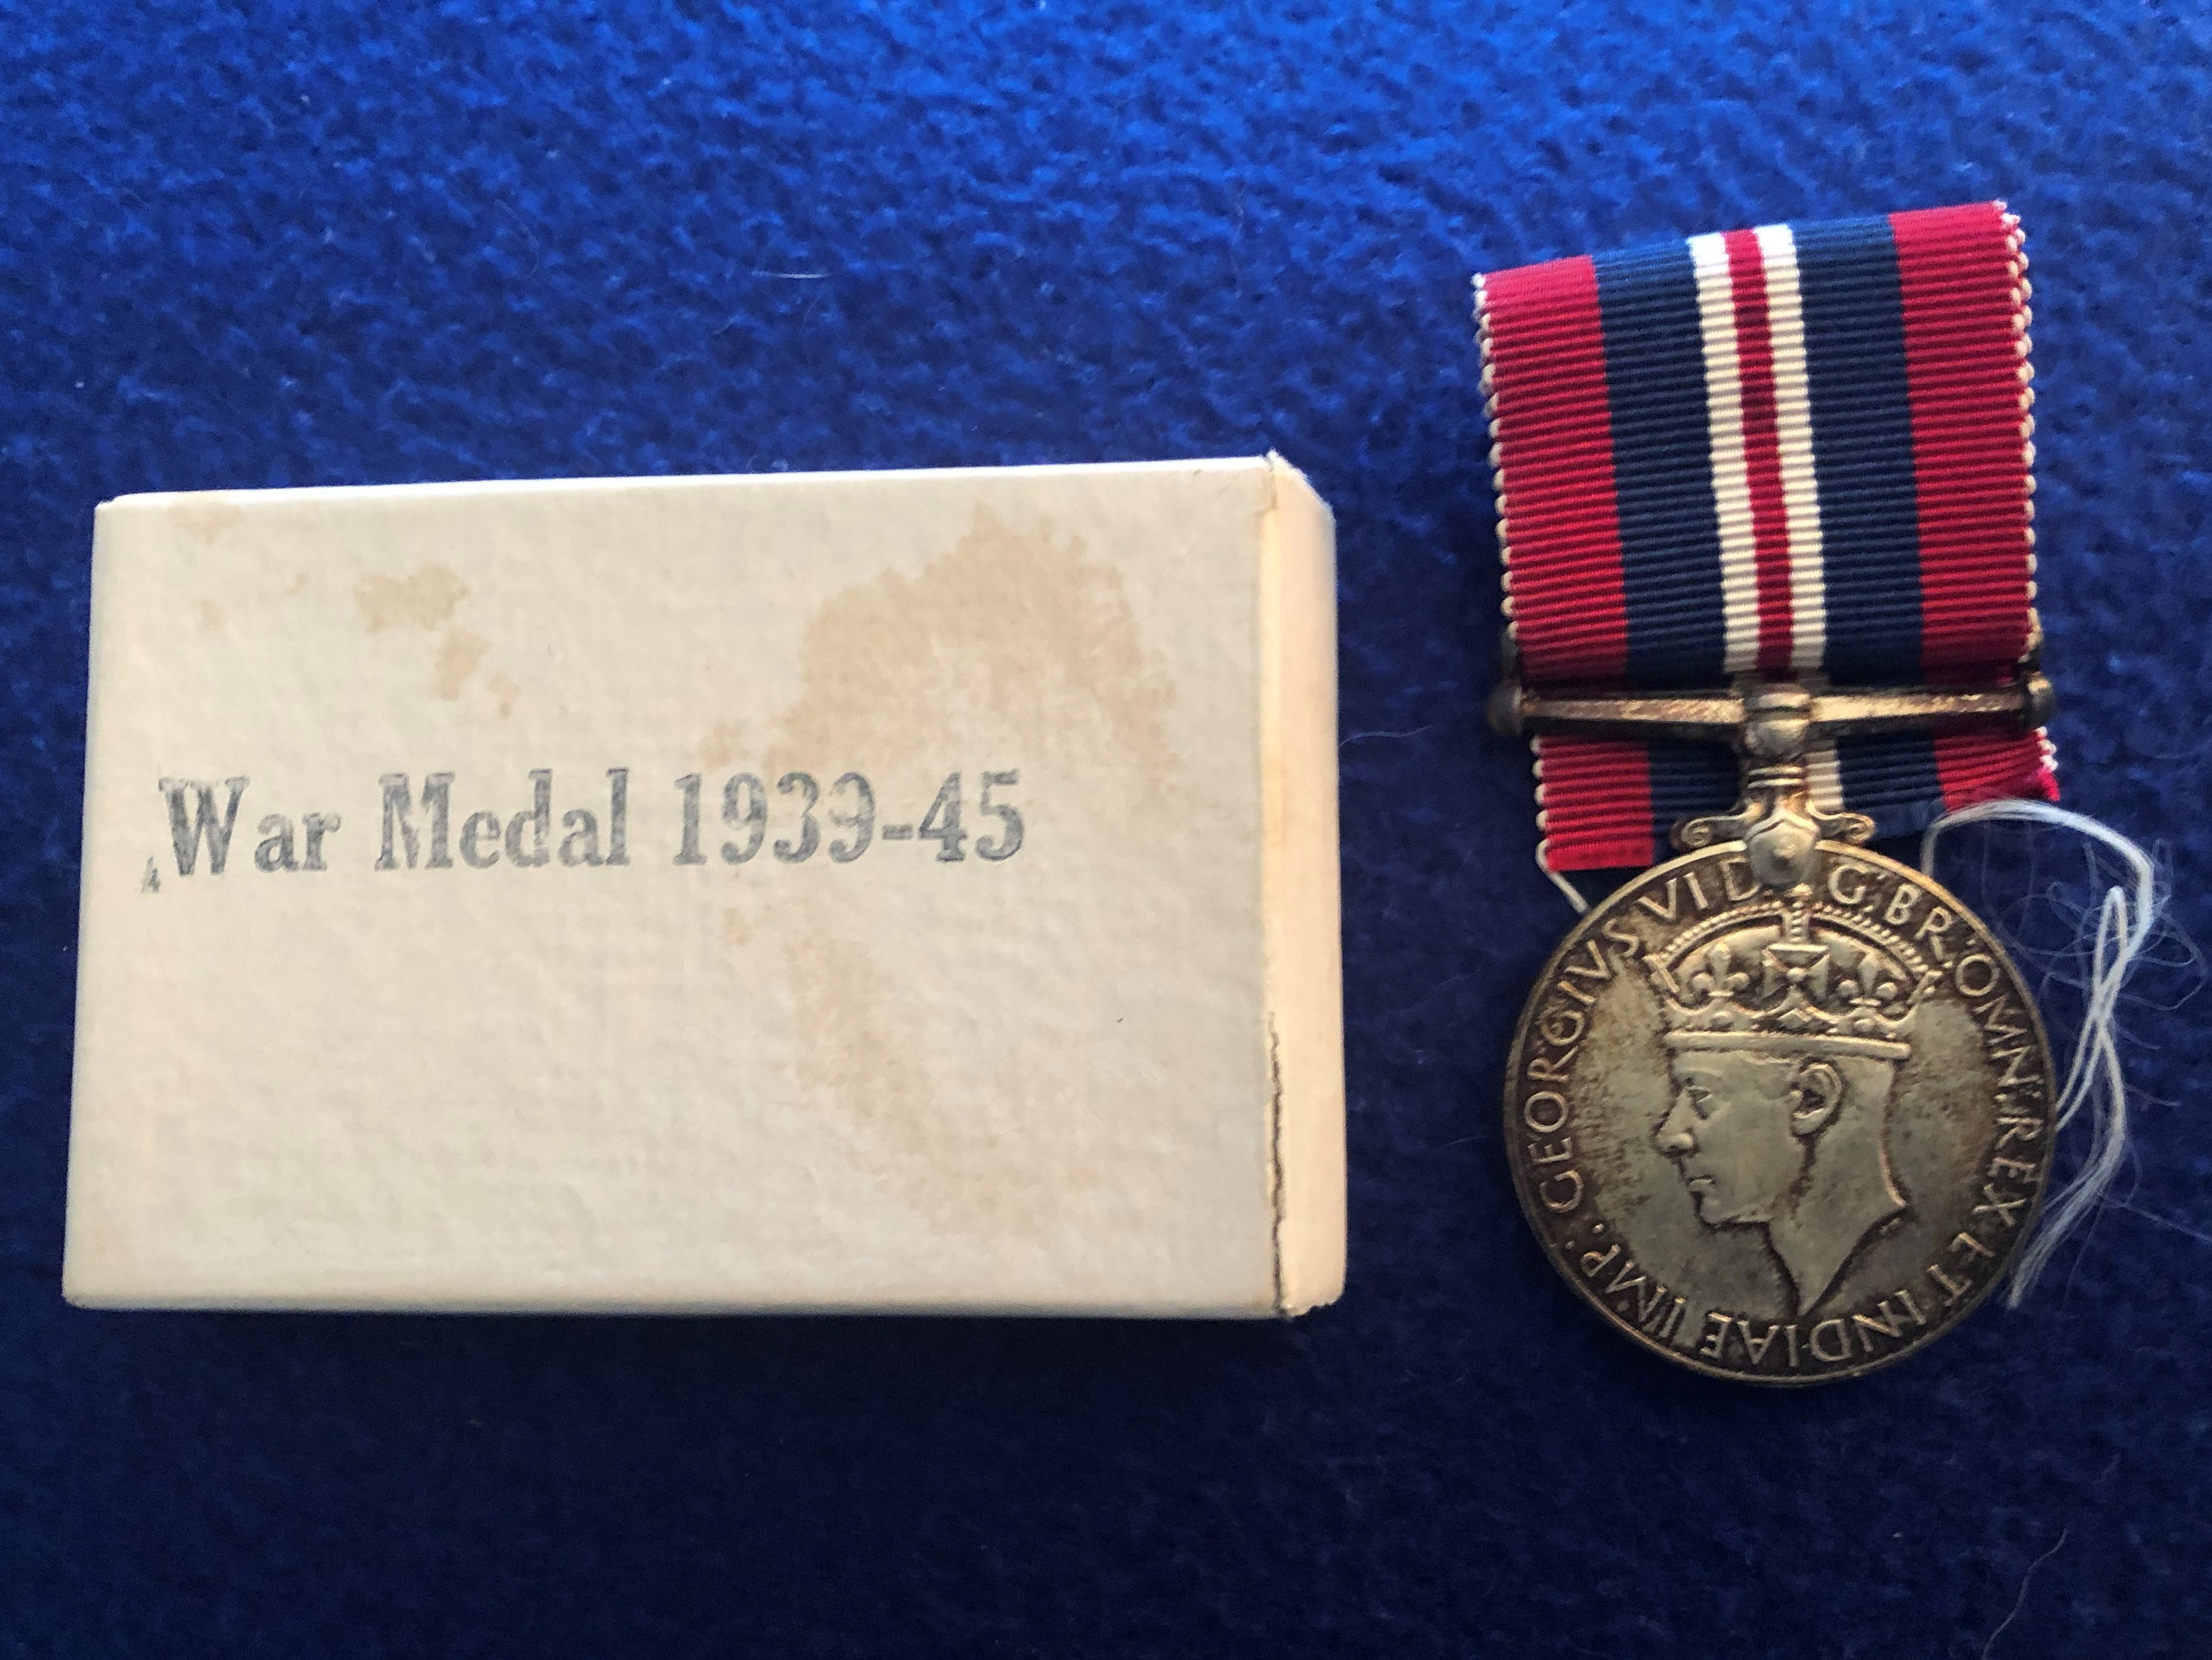 War Medal 1939-45
GEORGIVS VI D: G: BR: OMN: REX ET INDIAE IMP: